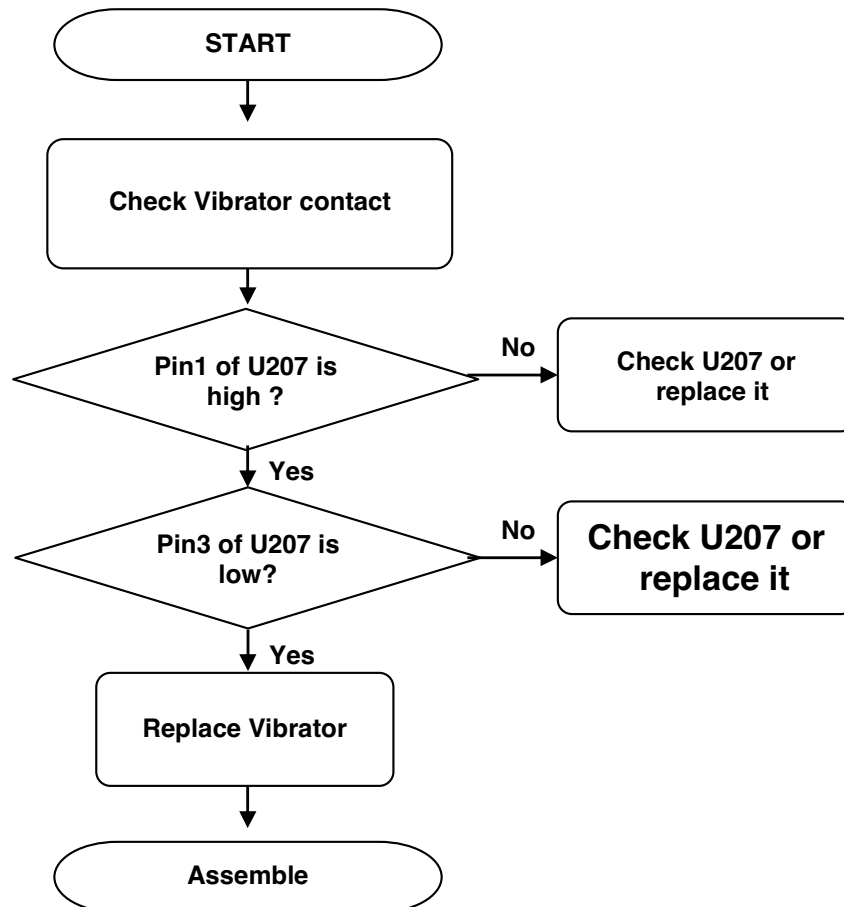 START
Check Vibrator contact
Pin1 of U207 is
high ?
No
Check U207 or
replace it
Yes
Pin3 of U207 is
low?
No
Check U207 or
replace it
Yes
Replace Vibrator
Assemble